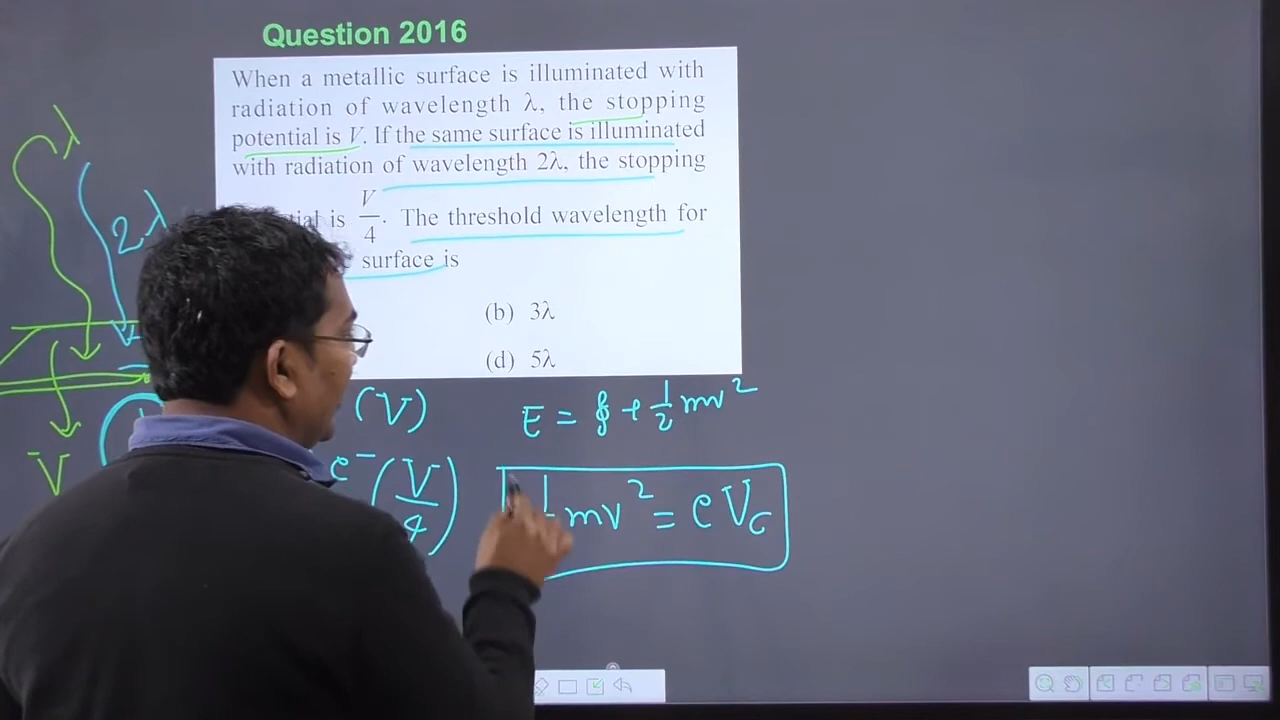 Question 2016
When a metallic surface is illuminated with
radiation of wavelength λ, the stopping
potential is V. If the same surface is illuminated
with radiation of wavelength 2λ, the stopping
is V/4. The threshold wavelength for
surface is
(b) 3λ
(d) 5λ
λ
2λ
V
(V)
e⁻ (V/4)
E = ϕ + 1/2 mv²
mv² = eV_c